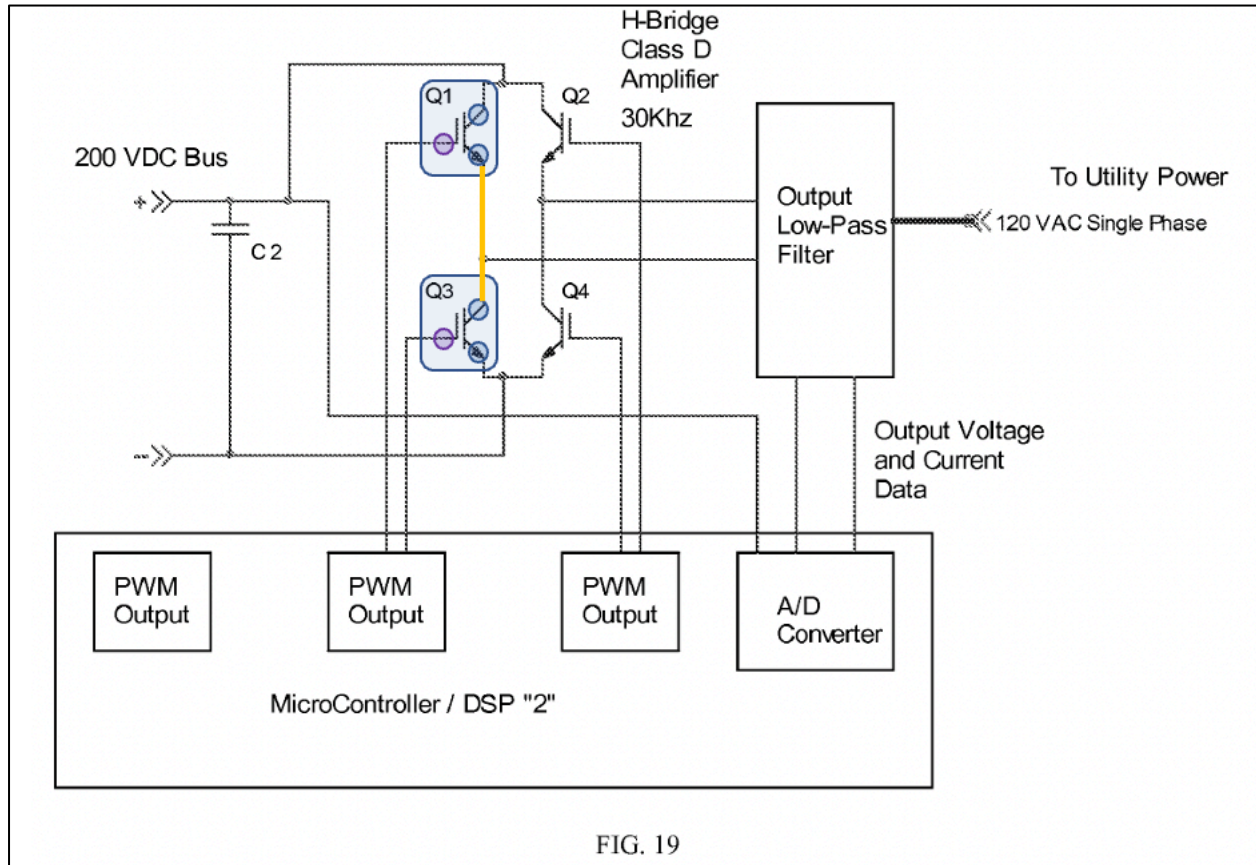 H-Bridge
Class D
Amplifier
30Khz
Q1
Q2
200 VDC Bus
+
C2
Output
Low-Pass
Filter
To Utility Power
120 VAC Single Phase
Q3
Q4
-
Output Voltage
and Current
Data
PWM
Output
PWM
Output
PWM
Output
A/D
Converter
MicroController / DSP "2"
FIG. 19